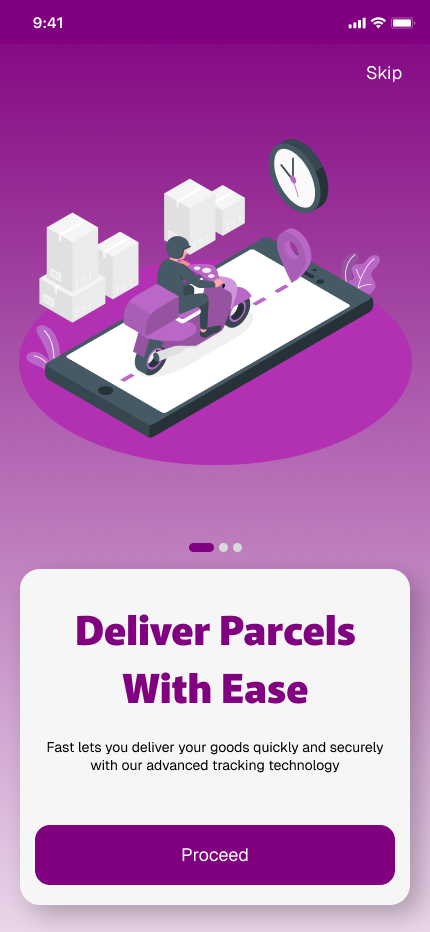 9:41
Skip
Deliver Parcels
With Ease
Fast lets you deliver your goods quickly and securely
with our advanced tracking technology
Proceed